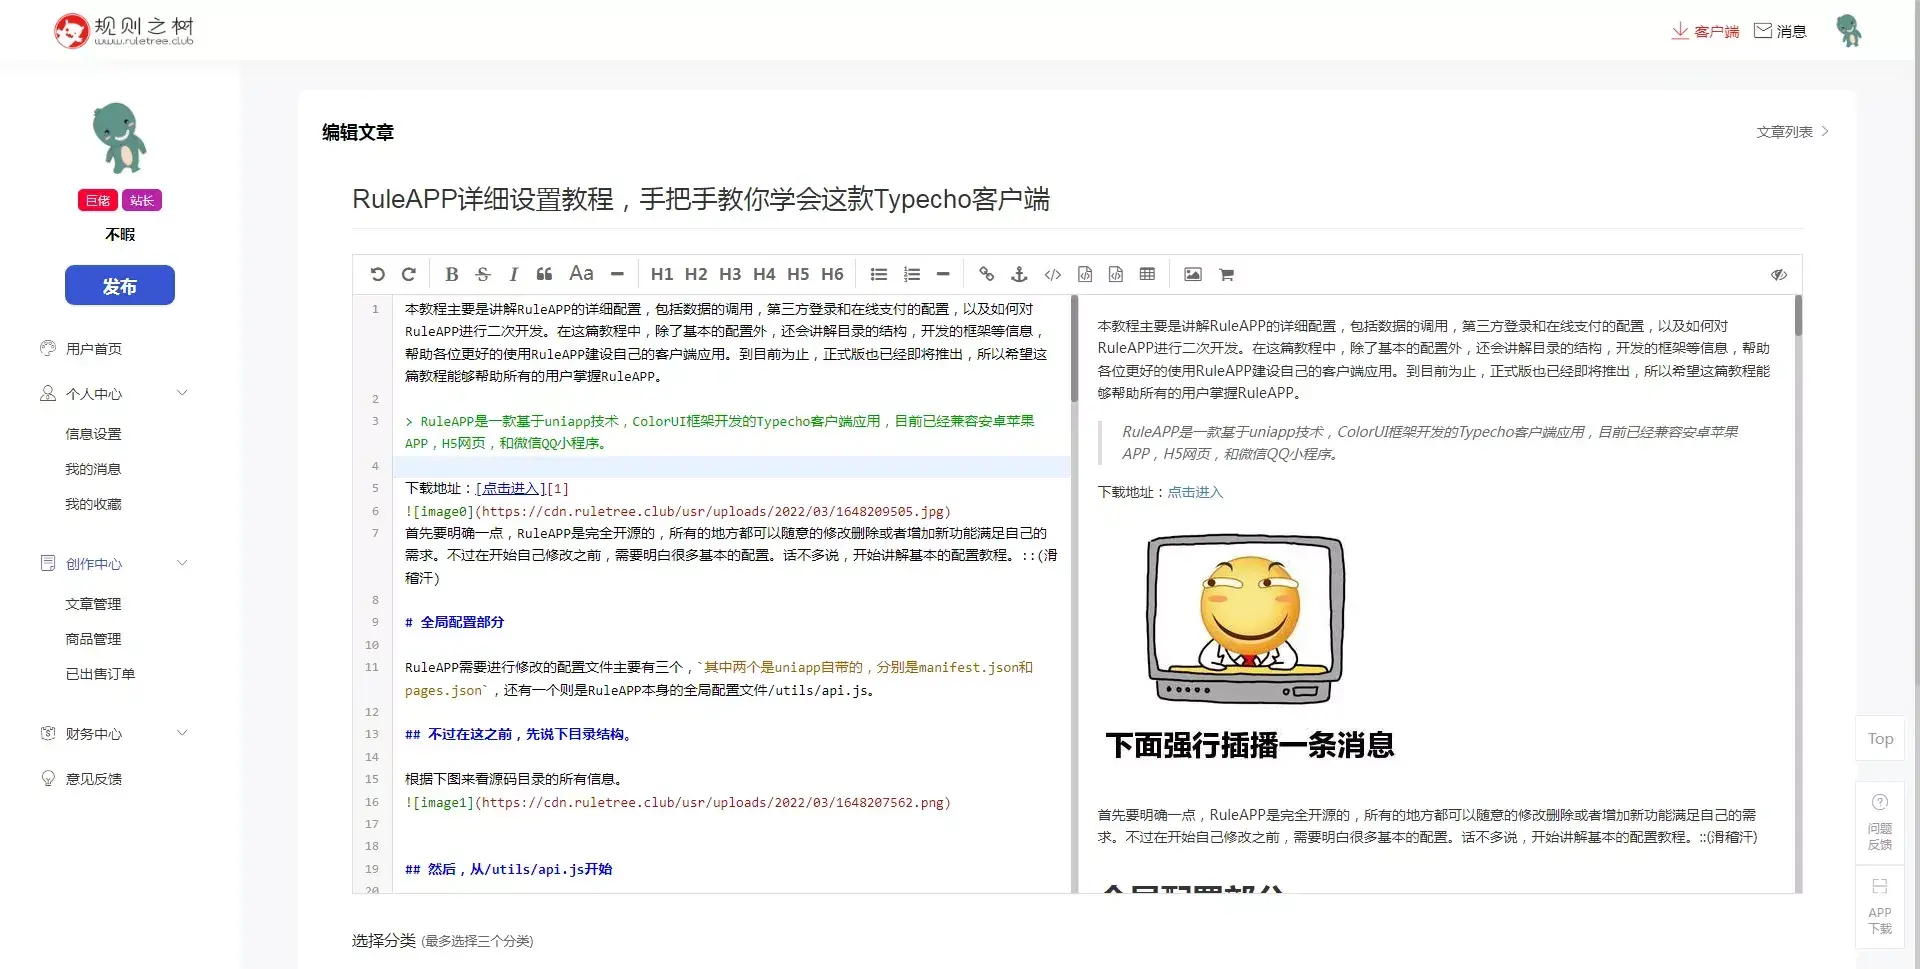 规则之树
www.ruletree.club
客户端
消息
巨佬 站长
不暇
发布
用户首页
个人中心
信息设置
我的消息
我的收藏
创作中心
文章管理
商品管理
已出售订单
财务中心
意见反馈
编辑文章
文章列表
RuleAPP详细设置教程，手把手教你学会这款Typecho客户端
B S I Aa H1 H2 H3 H4 H5 H6
1 本教程主要是讲解RuleAPP的详细配置，包括数据的调用，第三方登录和在线支付的配置，以及如何对
RuleAPP进行二次开发。在这篇教程中，除了基本的配置外，还会讲解目录的结构，开发的框架等信息，
帮助各位更好的使用RuleAPP建设自己的客户端应用。到目前为止，正式版也已经即将推出，所以希望这
篇教程能够帮助所有的用户掌握RuleAPP。
2
3 > RuleAPP是一款基于uniapp技术，ColorUI框架开发的Typecho客户端应用，目前已经兼容安卓苹果
APP，H5网页，和微信QQ小程序。
4
5 下载地址：[点击进入][1]
6 ![image0](https://cdn.ruletree.club/usr/uploads/2022/03/1648209505.jpg)
7 首先要明确一点，RuleAPP是完全开源的，所有的地方都可以随意的修改删除或者增加新功能满足自己的
需求。不过在开始自己修改之前，需要明白很多基本的配置。话不多说，开始讲解基本的配置教程。::(滑
稽汗)
8
9 # 全局配置部分
10
11 RuleAPP需要进行修改的配置文件主要有三个，`其中两个是uniapp自带的，分别是manifest.json和
pages.json`，还有一个则是RuleAPP本身的全局配置文件/utils/api.js。
12
13 ## 不过在这之前，先说下目录结构。
14
15 根据下图来看源码目录的所有信息。
16 ![image1](https://cdn.ruletree.club/usr/uploads/2022/03/1648207562.png)
17
18
19 ## 然后，从/utils/api.js开始
20
本教程主要是讲解RuleAPP的详细配置，包括数据的调用，第三方登录和在线支付的配置，以及如何对
RuleAPP进行二次开发。在这篇教程中，除了基本的配置外，还会讲解目录的结构，开发的框架等信息，帮助
各位更好的使用RuleAPP建设自己的客户端应用。到目前为止，正式版也已经即将推出，所以希望这篇教程能
够帮助所有的用户掌握RuleAPP。
RuleAPP是一款基于uniapp技术，ColorUI框架开发的Typecho客户端应用，目前已经兼容安卓苹果
APP，H5网页，和微信QQ小程序。
下载地址：点击进入
下面强行插播一条消息
首先要明确一点，RuleAPP是完全开源的，所有的地方都可以随意的修改删除或者增加新功能满足自己的需
求。不过在开始自己修改之前，需要明白很多基本的配置。话不多说，开始讲解基本的配置教程。::(滑稽汗)
全局配置部分
选择分类 (最多选择三个分类)
Top
问题
反馈
APP
下载